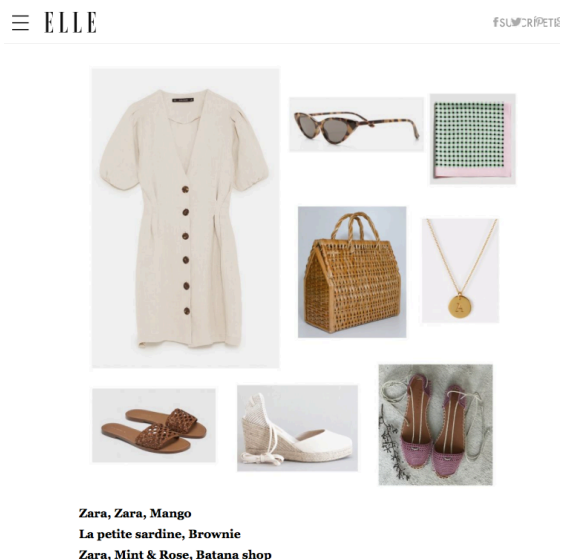 ELLE
Zara, Zara, Mango
La petite sardine, Brownie
Zara, Mint & Rose, Batana shop